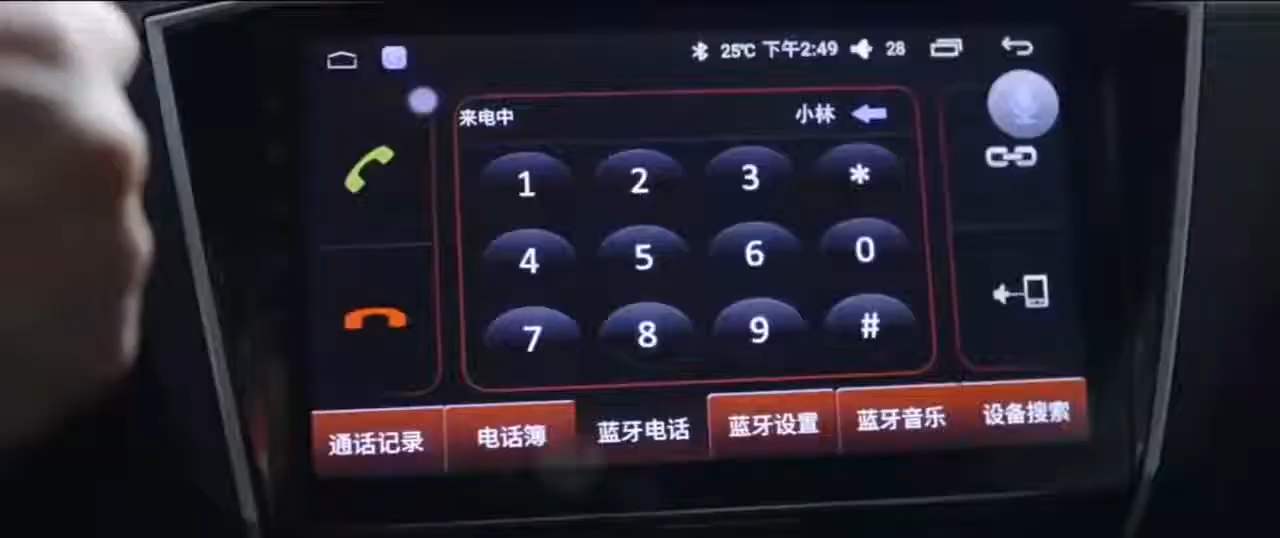 25℃ 下午2:49 28
来电中 小林
1 2 3 *
4 5 6 0
7 8 9 #
通话记录 电话簿 蓝牙电话 蓝牙设置 蓝牙音乐 设备搜索